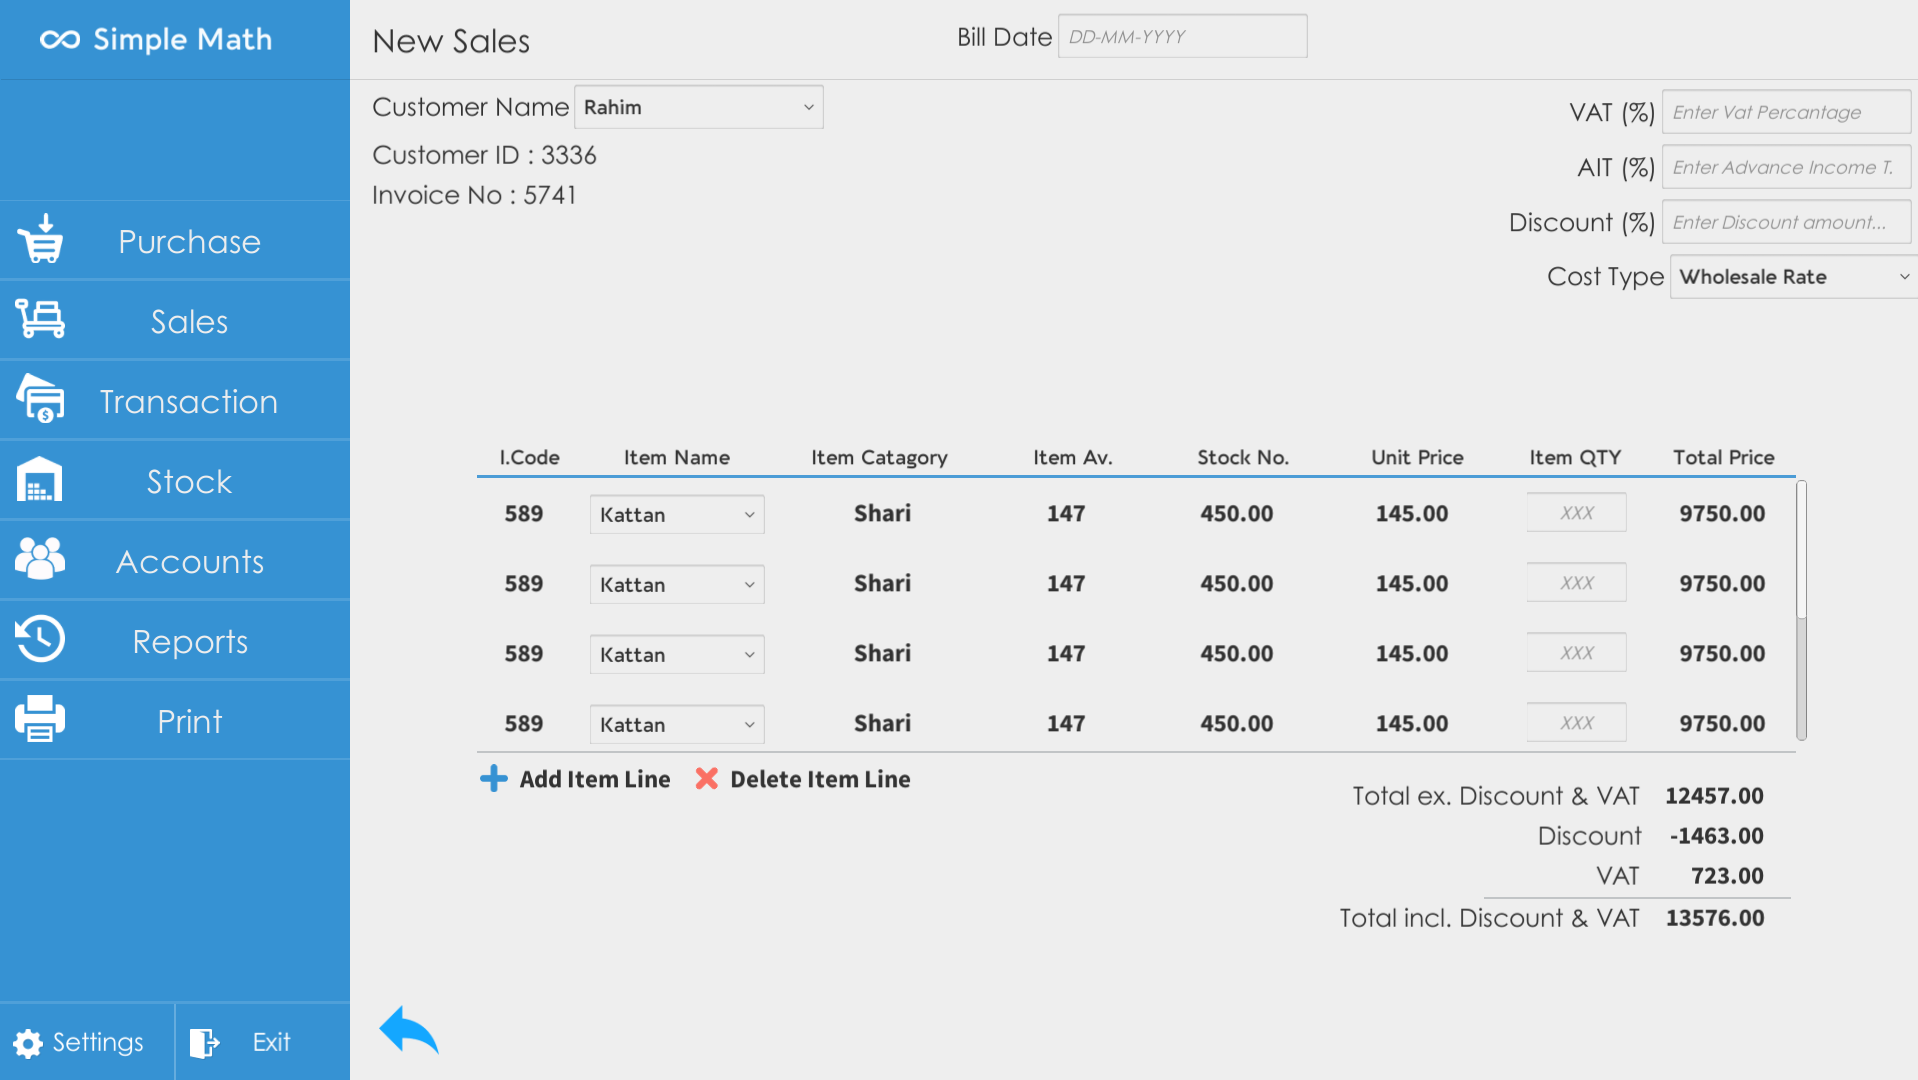 Simple Math
New Sales
Bill Date DD-MM-YYYY
Customer Name Rahim
Customer ID : 3336
Invoice No : 5741
VAT (%) Enter Vat Percantage
AIT (%) Enter Advance Income T.
Discount (%) Enter Discount amount...
Cost Type Wholesale Rate
Purchase
Sales
Transaction
Stock
Accounts
Reports
Print
Settings
Exit
I.Code Item Name Item Catagory Item Av. Stock No. Unit Price Item QTY Total Price
589 Kattan Shari 147 450.00 145.00 XXX 9750.00
589 Kattan Shari 147 450.00 145.00 XXX 9750.00
589 Kattan Shari 147 450.00 145.00 XXX 9750.00
589 Kattan Shari 147 450.00 145.00 XXX 9750.00
Add Item Line Delete Item Line
Total ex. Discount & VAT 12457.00
Discount -1463.00
VAT 723.00
Total incl. Discount & VAT 13576.00